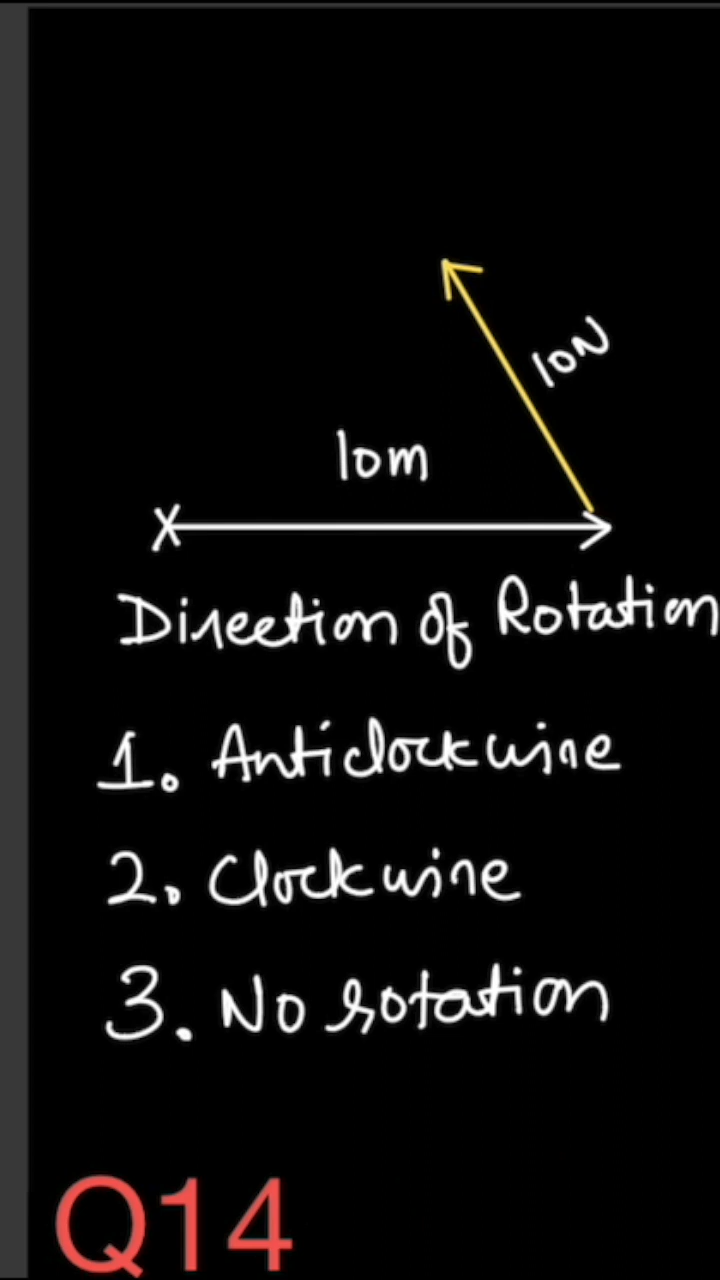 10N
10m
X
Direction of Rotation
1. Anticlockwise
2. Clockwise
3. No rotation
Q14